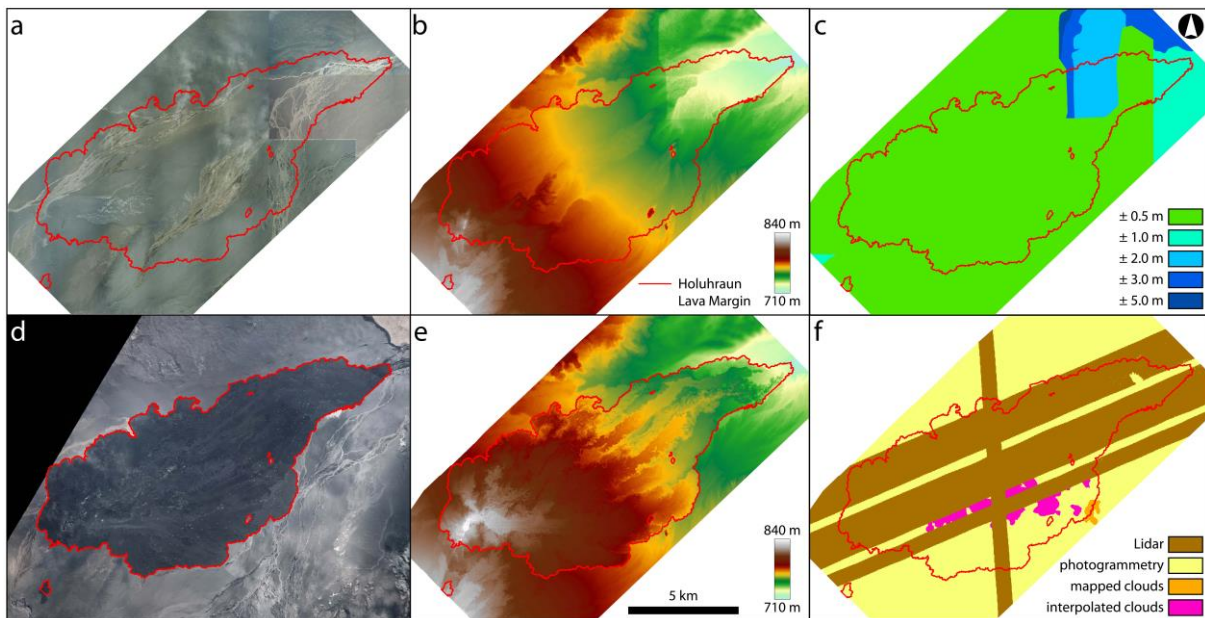 a
b
c
840 m
Holuhraun
Lava Margin
710 m
± 0.5 m
± 1.0 m
± 2.0 m
± 3.0 m
± 5.0 m
d
e
f
840 m
5 km
710 m
Lidar
photogrammetry
mapped clouds
interpolated clouds